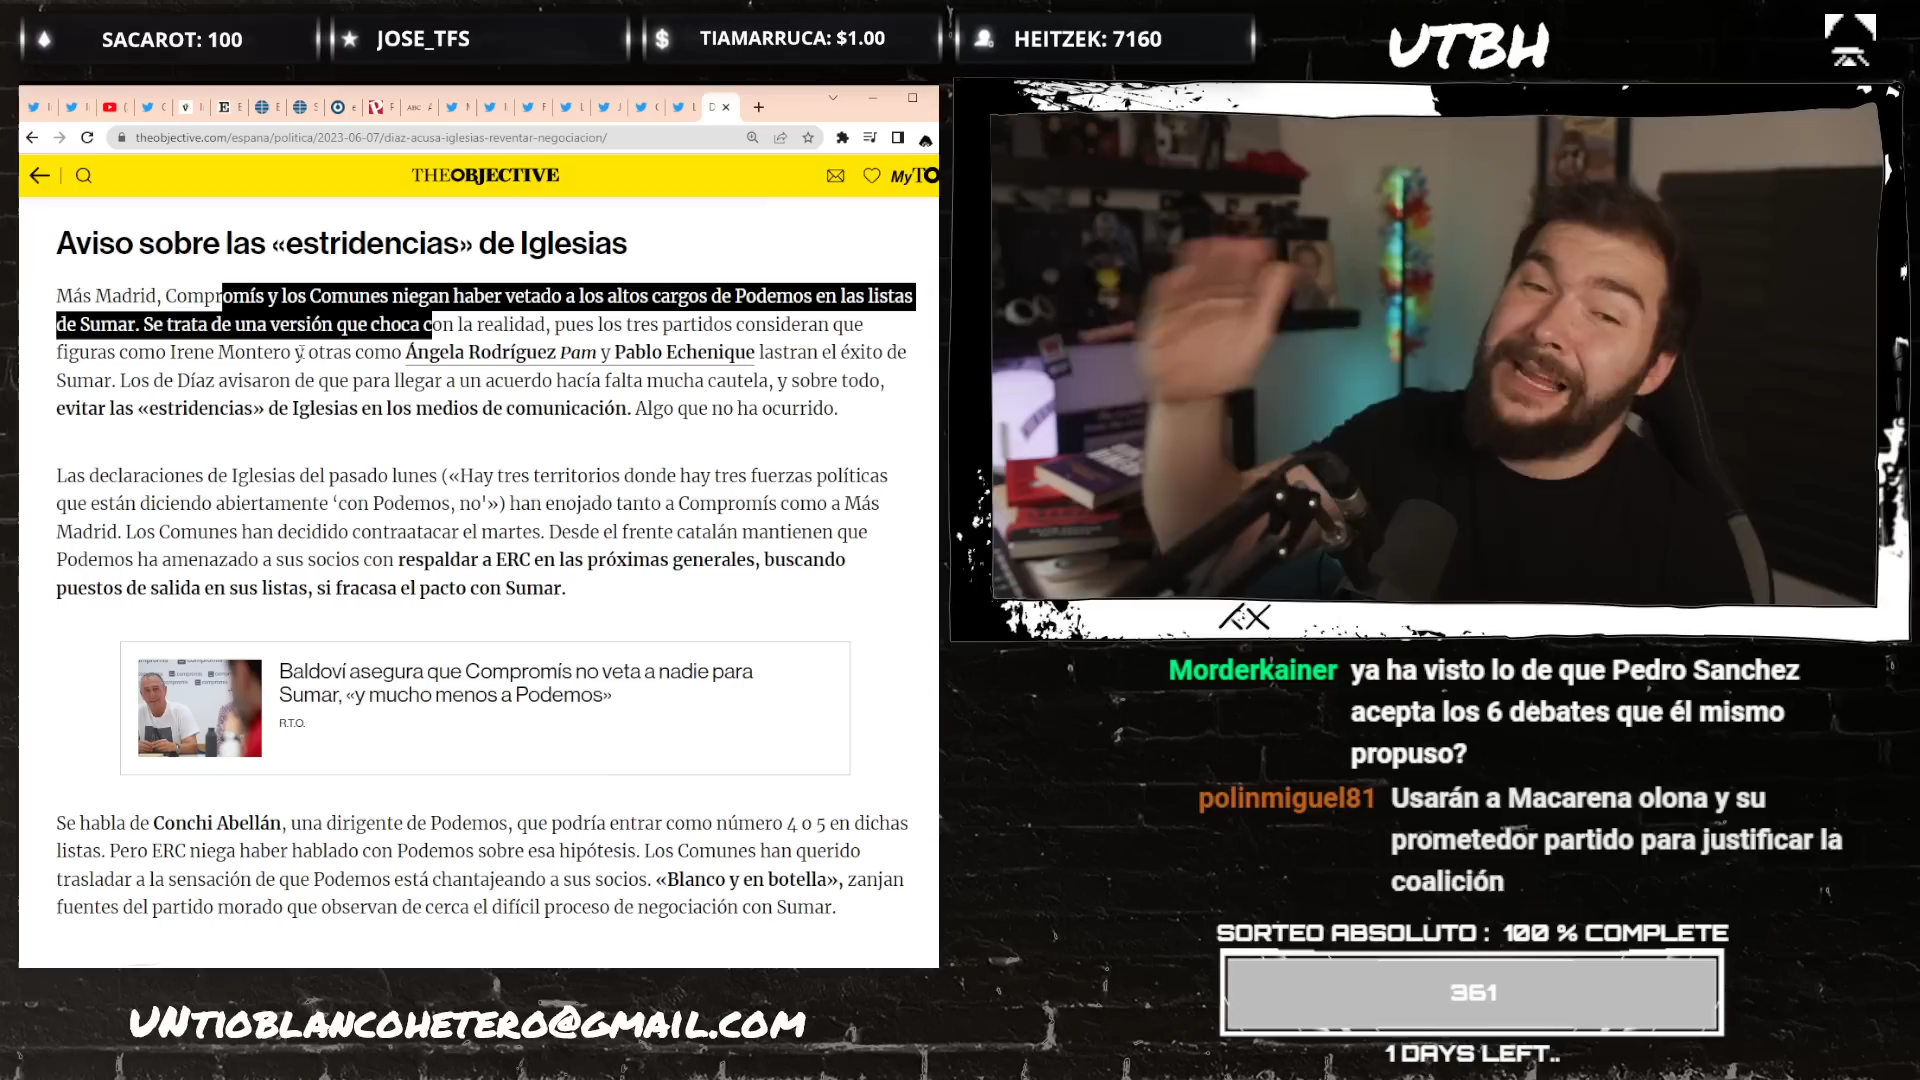 SACAROT: 100
JOSE_TFS
TIAMARRUCA: $1.00
HEITZEK: 7160
UTBH
theobjective.com/espana/politica/2023-06-07/diaz-acusa-iglesias-reventar-negociacion/
THEOBJECTIVE
MyTO
Aviso sobre las «estridencias» de Iglesias
Más Madrid, Compromís y los Comunes niegan haber vetado a los altos cargos de Podemos en las listas
de Sumar. Se trata de una versión que choca con la realidad, pues los tres partidos consideran que
figuras como Irene Montero y otras como Ángela Rodríguez Pam y Pablo Echenique lastran el éxito de
Sumar. Los de Díaz avisaron de que para llegar a un acuerdo hacía falta mucha cautela, y sobre todo,
evitar las «estridencias» de Iglesias en los medios de comunicación. Algo que no ha ocurrido.
Las declaraciones de Iglesias del pasado lunes («Hay tres territorios donde hay tres fuerzas políticas
que están diciendo abiertamente ‘con Podemos, no'») han enojado tanto a Compromís como a Más
Madrid. Los Comunes han decidido contraatacar el martes. Desde el frente catalán mantienen que
Podemos ha amenazado a sus socios con respaldar a ERC en las próximas generales, buscando
puestos de salida en sus listas, si fracasa el pacto con Sumar.
Baldoví asegura que Compromís no veta a nadie para
Sumar, «y mucho menos a Podemos»
R.T.O.
Se habla de Conchi Abellán, una dirigente de Podemos, que podría entrar como número 4 o 5 en dichas
listas. Pero ERC niega haber hablado con Podemos sobre esa hipótesis. Los Comunes han querido
trasladar a la sensación de que Podemos está chantajeando a sus socios. «Blanco y en botella», zanjan
fuentes del partido morado que observan de cerca el difícil proceso de negociación con Sumar.
Morderkainer ya ha visto lo de que Pedro Sanchez
acepta los 6 debates que él mismo
propuso?
polinmiguel81 Usarán a Macarena olona y su
prometedor partido para justificar la
coalición
SORTEO ABSOLUTO : 100 % COMPLETE
361
1 DAYS LEFT..
UNTIOBLANCOHETERO@GMAIL.COM